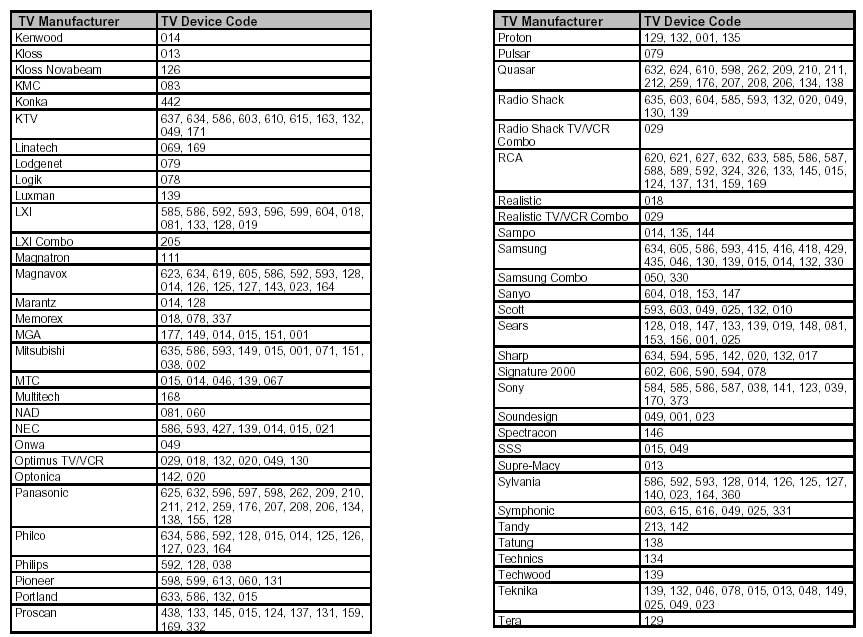 TV Manufacturer TV Device Code
Kenwood 014
Kloss 013
Kloss Novabeam 126
KMC 083
Konka 442
KTV 637, 634, 586, 603, 610, 615, 163, 132,
049, 171
Linatech 069, 169
Lodgenet 079
Logik 078
Luxman 139
LXI 585, 586, 592, 593, 596, 599, 604, 018,
081, 133, 128, 019
LXI Combo 205
Magnatron 111
Magnavox 623, 634, 619, 605, 586, 592, 593, 128,
014, 126, 125, 127, 143, 023, 164
Marantz 014, 128
Memorex 018, 078, 337
MGA 177, 149, 014, 015, 151, 001
Mitsubishi 635, 586, 593, 149, 015, 001, 071, 151,
038, 002
MTC 015, 014, 046, 139, 067
Multitech 168
NAD 081, 060
NEC 586, 593, 427, 139, 014, 015, 021
Onwa 049
Optimus TV/VCR 029, 018, 132, 020, 049, 130
Optonica 142, 020
Panasonic 625, 632, 596, 597, 598, 262, 209, 210,
211, 212, 259, 176, 207, 208, 206, 134,
138, 155, 128
Philco 634, 586, 592, 128, 015, 014, 125, 126,
127, 023, 164
Philips 592, 128, 038
Pioneer 598, 599, 613, 060, 131
Portland 633, 586, 132, 015
Proscan 438, 133, 145, 015, 124, 137, 131, 159,
169, 332
TV Manufacturer TV Device Code
Proton 129, 132, 001, 135
Pulsar 079
Quasar 632, 624, 610, 598, 262, 209, 210, 211,
212, 259, 176, 207, 208, 206, 134, 138
Radio Shack 635, 603, 604, 585, 593, 132, 020, 049,
130, 139
Radio Shack TV/VCR 029
Combo
RCA 620, 621, 627, 632, 633, 585, 586, 587,
588, 589, 592, 324, 326, 133, 145, 015,
124, 137, 131, 159, 169
Realistic 018
Realistic TV/VCR Combo 029
Sampo 014, 135, 144
Samsung 634, 605, 586, 593, 415, 416, 418, 429,
435, 046, 130, 139, 015, 014, 132, 330
Samsung Combo 050, 330
Sanyo 604, 018, 153, 147
Scott 593, 603, 049, 025, 132, 010
Sears 128, 018, 147, 133, 139, 019, 148, 081,
153, 156, 001, 025
Sharp 634, 594, 595, 142, 020, 132, 017
Signature 2000 602, 606, 590, 594, 078
Sony 584, 585, 586, 587, 038, 141, 123, 039,
170, 373
Soundesign 049, 001, 023
Spectracon 146
SSS 015, 049
Supre-Macy 013
Sylvania 586, 592, 593, 128, 014, 126, 125, 127,
140, 023, 164, 360
Symphonic 603, 615, 616, 049, 025, 331
Tandy 213, 142
Tatung 138
Technics 134
Techwood 139
Teknika 139, 132, 046, 078, 015, 013, 048, 149,
025, 049, 023
Tera 129